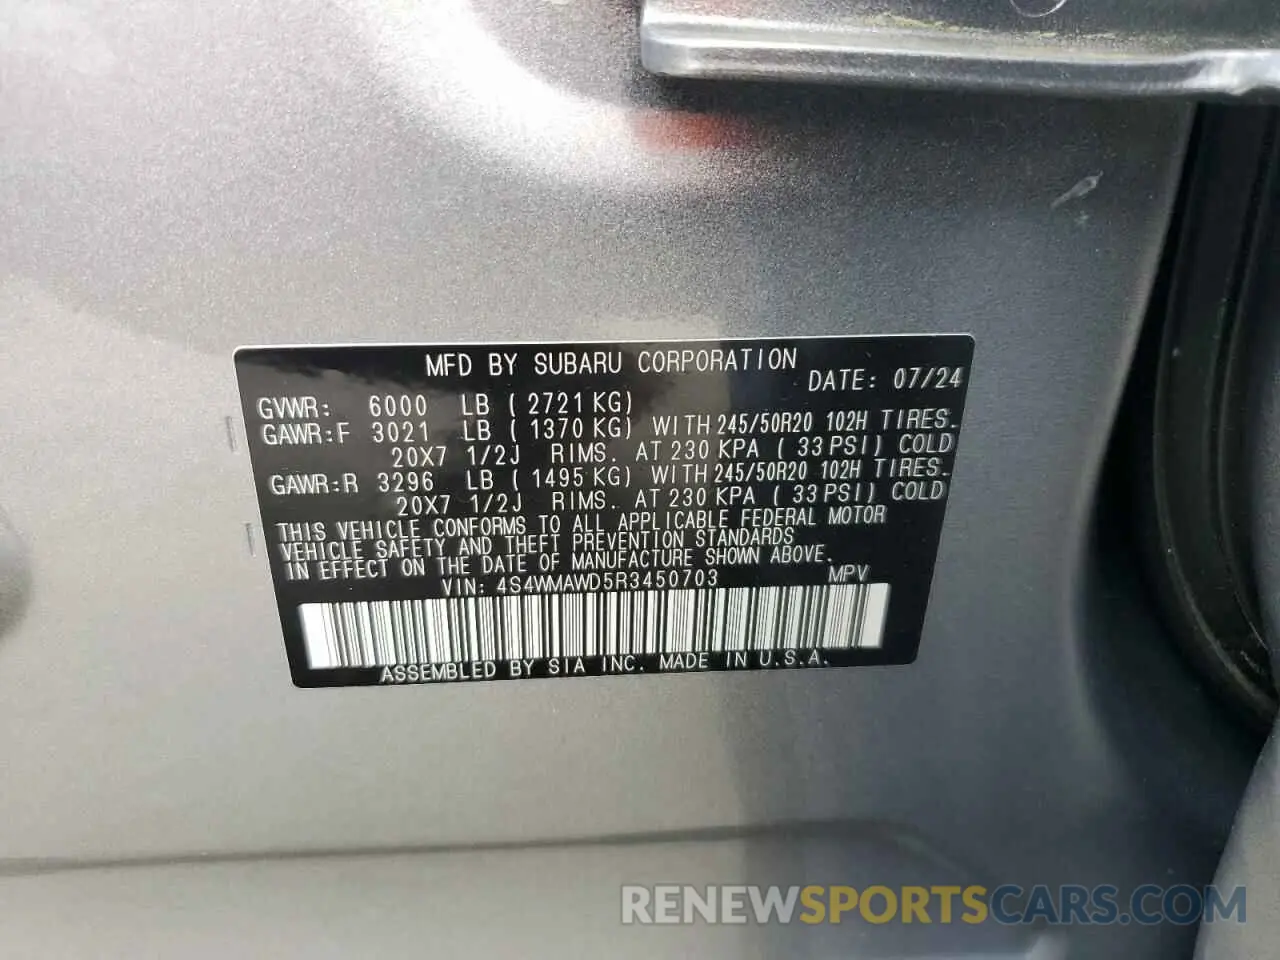 MFD BY SUBARU CORPORATION
DATE: 07/24
GVWR: 6000 LB ( 2721 KG)
GAWR:F 3021 LB ( 1370 KG) WITH 245/50R20 102H TIRES.
20X7 1/2J RIMS. AT 230 KPA ( 33 PSI) COLD
GAWR:R 3296 LB ( 1495 KG) WITH 245/50R20 102H TIRES.
20X7 1/2J RIMS. AT 230 KPA ( 33 PSI) COLD
THIS VEHICLE CONFORMS TO ALL APPLICABLE FEDERAL MOTOR
VEHICLE SAFETY AND THEFT PREVENTION STANDARDS
IN EFFECT ON THE DATE OF MANUFACTURE SHOWN ABOVE.
VIN: 4S4WMAWD5R3450703 MPV
ASSEMBLED BY SIA INC. MADE IN U.S.A.
RENEWSPORTSCARS.COM